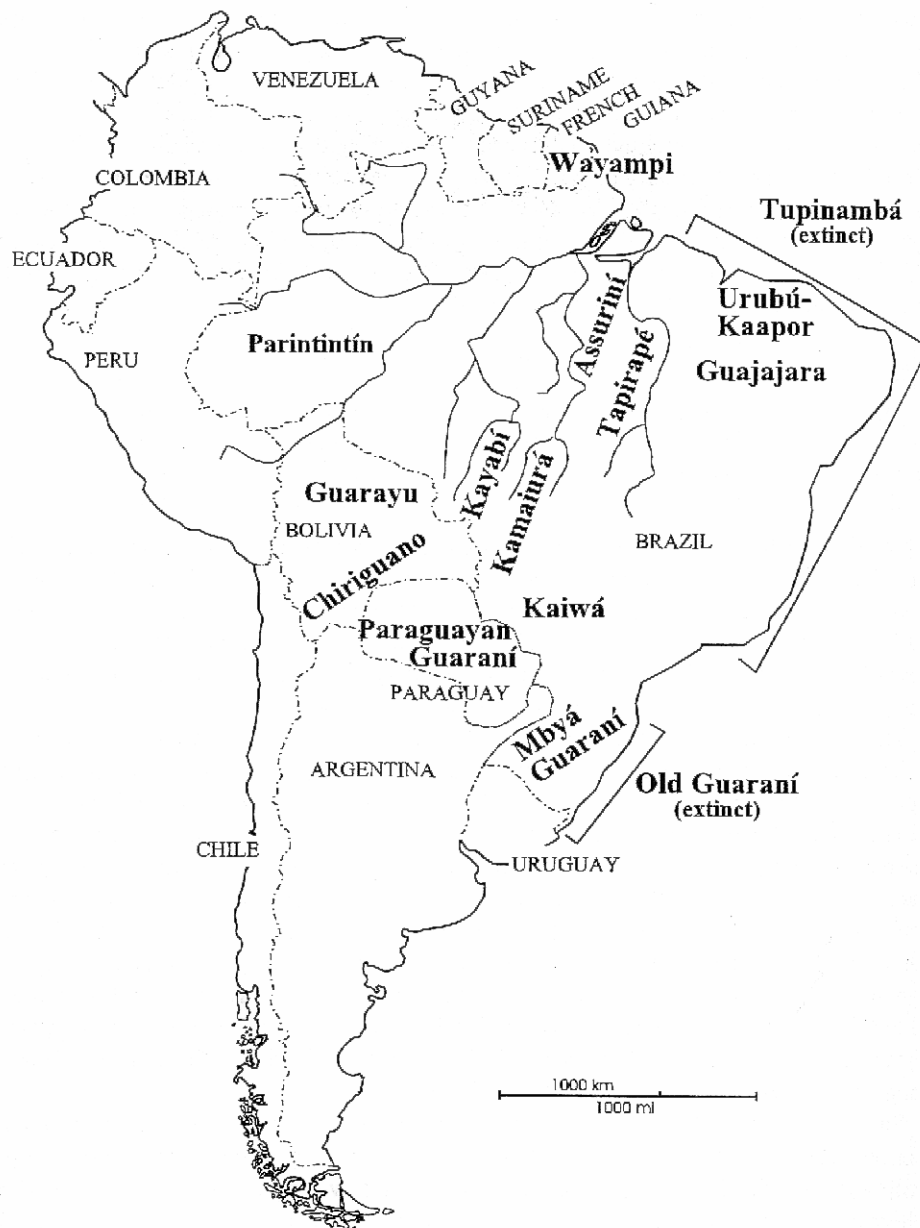 VENEZUELA
GUYANA
SURINAME
FRENCH
GUIANA
Wayampi
COLOMBIA
Tupinambá
(extinct)
ECUADOR
Urubú-
Kaapor
Assuriní
Parintintín
PERU
Tapirapé
Guajajara
Kayabí
Kamaiurá
Guarayu
BOLIVIA
BRAZIL
Chiriguano
Kaiwá
Paraguayan
Guaraní
PARAGUAY
Mbyá
Guaraní
ARGENTINA
Old Guaraní
(extinct)
CHILE
URUGUAY
1000 km
1000 ml